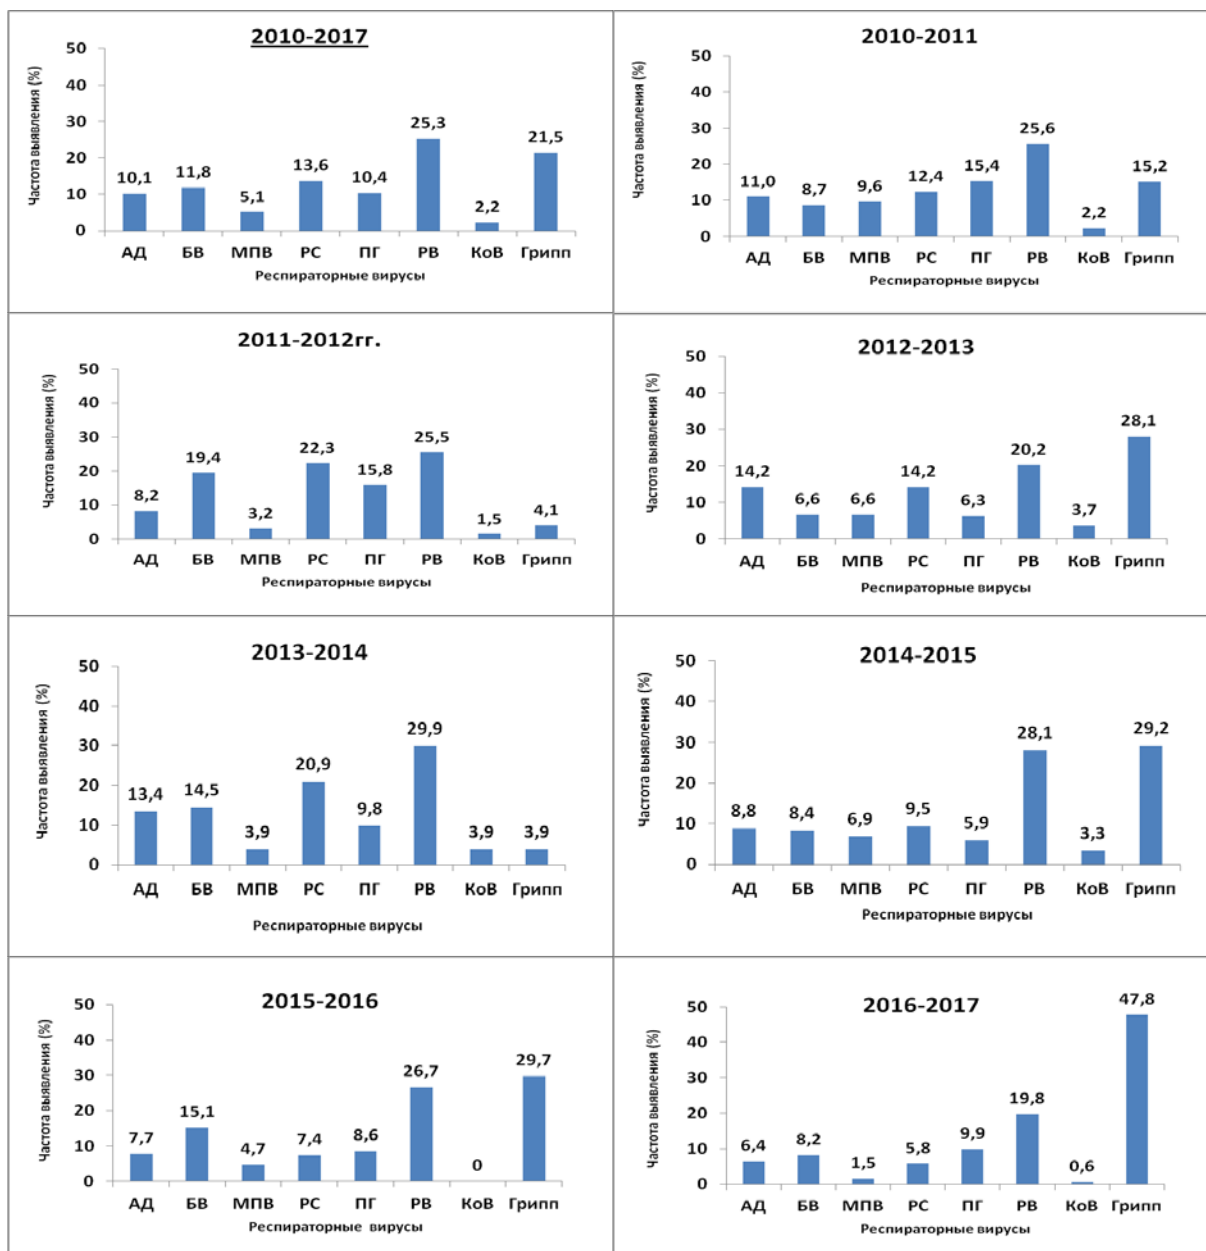 2010-2017
Частота выявления (%)
50
40
30
20
10
0
10,1 11,8 5,1 13,6 10,4 25,3 2,2 21,5
АД БВ МПВ РС ПГ РВ КоВ Грипп
Респираторные вирусы
2010-2011
Частота выявления (%)
50
40
30
20
10
0
11,0 8,7 9,6 12,4 15,4 25,6 2,2 15,2
АД БВ МПВ РС ПГ РВ КоВ Грипп
Респираторные вирусы
2011-2012гг.
Частота выявления (%)
50
40
30
20
10
0
8,2 19,4 3,2 22,3 15,8 25,5 1,5 4,1
АД БВ МПВ РС ПГ РВ КоВ Грипп
Респираторные вирусы
2012-2013
Частота выявления (%)
50
40
30
20
10
0
14,2 6,6 6,6 14,2 6,3 20,2 3,7 28,1
АД БВ МПВ РС ПГ РВ КоВ Грипп
Респираторные вирусы
2013-2014
Частота выявления (%)
50
40
30
20
10
0
13,4 14,5 3,9 20,9 9,8 29,9 3,9 3,9
АД БВ МПВ РС ПГ РВ КоВ Грипп
Респираторные вирусы
2014-2015
Частота выявления (%)
50
40
30
20
10
0
8,8 8,4 6,9 9,5 5,9 28,1 3,3 29,2
АД БВ МПВ РС ПГ РВ КоВ Грипп
Респираторные вирусы
2015-2016
Частота выявления (%)
50
40
30
20
10
0
7,7 15,1 4,7 7,4 8,6 26,7 0 29,7
АД БВ МПВ РС ПГ РВ КоВ Грипп
Респираторные вирусы
2016-2017
Частота выявления (%)
50
40
30
20
10
0
6,4 8,2 1,5 5,8 9,9 19,8 0,6 47,8
АД БВ МПВ РС ПГ РВ КоВ Грипп
Респираторные вирусы